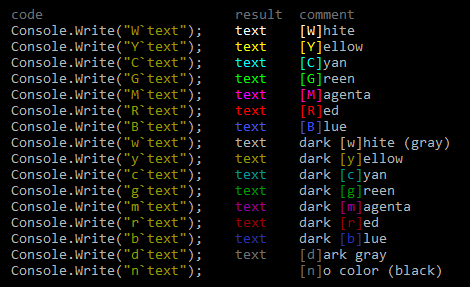 code result comment
Console.Write("W`text"); text [W]hite
Console.Write("Y`text"); text [Y]ellow
Console.Write("C`text"); text [C]yan
Console.Write("G`text"); text [G]reen
Console.Write("M`text"); text [M]agenta
Console.Write("R`text"); text [R]ed
Console.Write("B`text"); text [B]lue
Console.Write("w`text"); text dark [w]hite (gray)
Console.Write("y`text"); text dark [y]ellow
Console.Write("c`text"); text dark [c]yan
Console.Write("g`text"); text dark [g]reen
Console.Write("m`text"); text dark [m]agenta
Console.Write("r`text"); text dark [r]ed
Console.Write("b`text"); text dark [b]lue
Console.Write("d`text"); text [d]ark gray
Console.Write("n`text"); [n]o color (black)